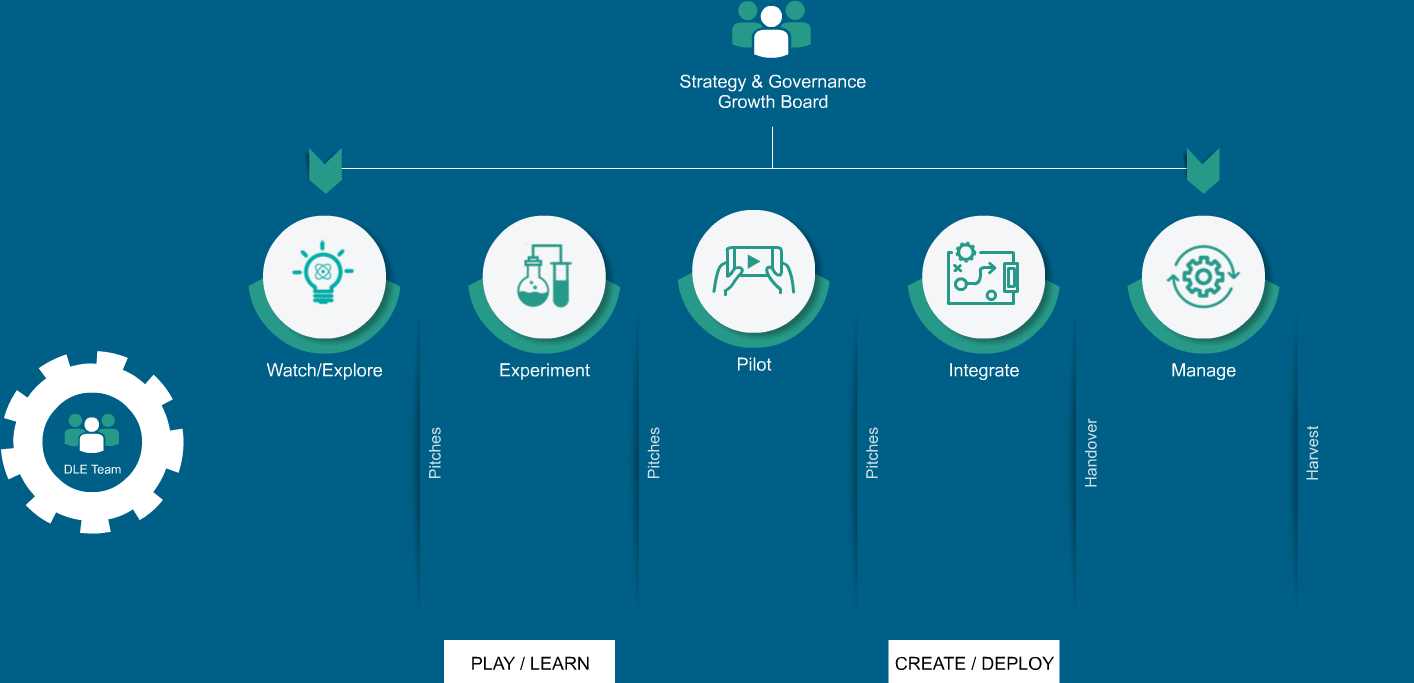 Strategy & Governance
Growth Board
Watch/Explore
Experiment
Pilot
Integrate
Manage
DLE Team
Pitches
Pitches
Pitches
Handover
Harvest
PLAY / LEARN
CREATE / DEPLOY